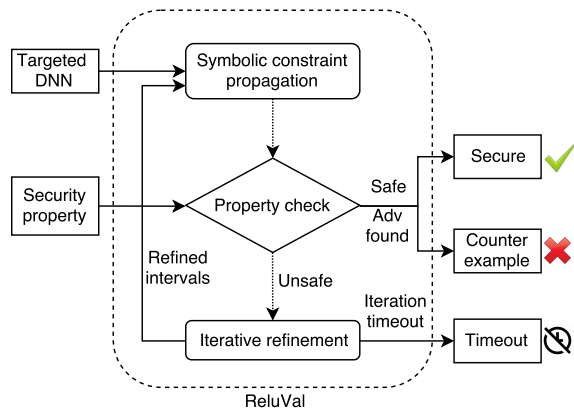 Targeted
DNN
Symbolic constraint
propagation
Security
property
Property check
Safe
Adv
found
Secure
Counter
example
Refined
intervals
Unsafe
Iteration
timeout
Iterative refinement
Timeout
ReluVal